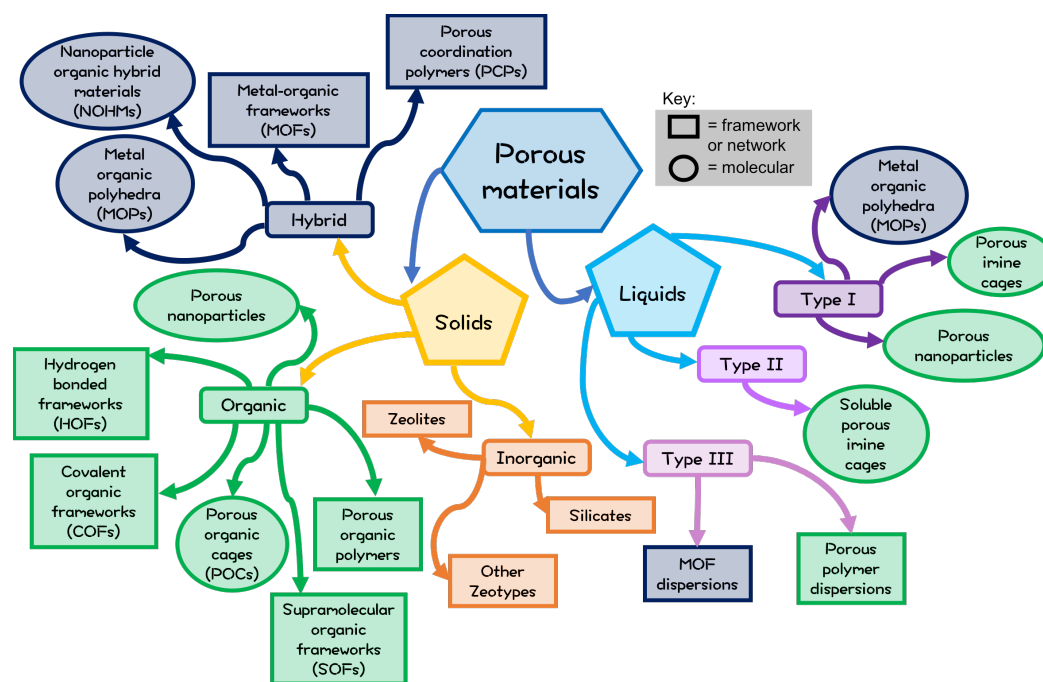 Nanoparticle
organic hybrid
materials
(NOHMs)
Metal-organic
frameworks
(MOFs)
Porous
coordination
polymers (PCPs)
Metal
organic
polyhedra
(MOPs)
Hybrid
Porous
materials
Key:
= framework
or network
= molecular
Metal
organic
polyhedra
(MOPs)
Porous
imine
cages
Type I
Porous
nanoparticles
Liquids
Solids
Type II
Soluble
porous
imine
cages
Type III
MOF
dispersions
Porous
polymer
dispersions
Porous
nanoparticles
Hydrogen
bonded
frameworks
(HOFs)
Organic
Covalent
organic
frameworks
(COFs)
Porous
organic
cages
(POCs)
Supramolecular
organic
frameworks
(SOFs)
Porous
organic
polymers
Zeolites
Inorganic
Silicates
Other
Zeotypes